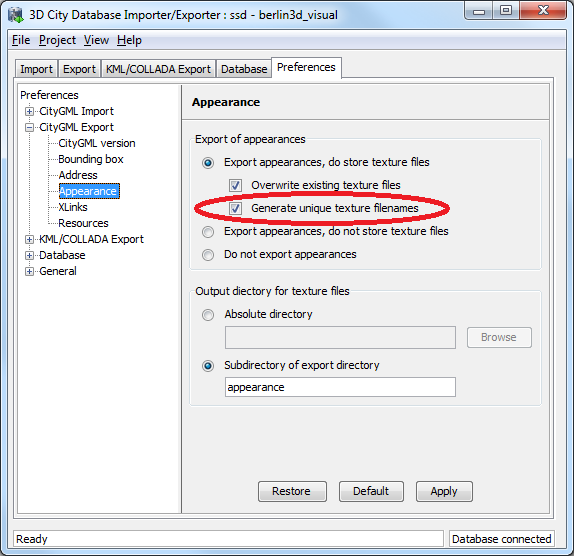 3D City Database Importer/Exporter : ssd - berlin3d_visual
File Project View Help
Import Export KML/COLLADA Export Database Preferences
Preferences
CityGML Import
CityGML Export
CityGML version
Bounding box
Address
Appearance
XLinks
Resources
KML/COLLADA Export
Database
General
Appearance
Export of appearances
Export appearances, do store texture files
Overwrite existing texture files
Generate unique texture filenames
Export appearances, do not store texture files
Do not export appearances
Output diectory for texture files
Absolute directory
Browse
Subdirectory of export directory
appearance
Restore Default Apply
Ready Database connected